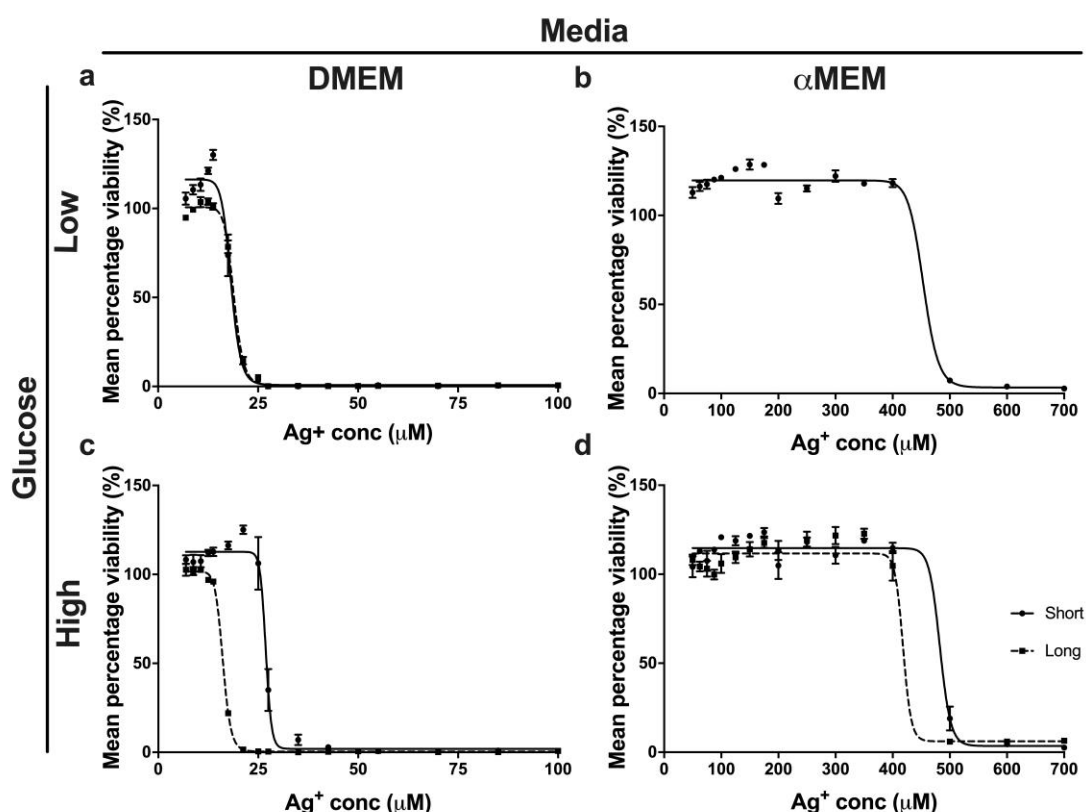 Media
DMEM
αMEM
Glucose
Low
High
a
Mean percentage viability (%)
150
100
50
0
0 25 50 75 100
Ag+ conc (μM)
b
Mean percentage viability (%)
150
100
50
0
0 100 200 300 400 500 600 700
Ag⁺ conc (μM)
c
Mean percentage viability (%)
150
100
50
0
0 25 50 75 100
Ag⁺ conc (μM)
d
Mean percentage viability (%)
150
100
50
0
0 100 200 300 400 500 600 700
Ag⁺ conc (μM)
Short
Long